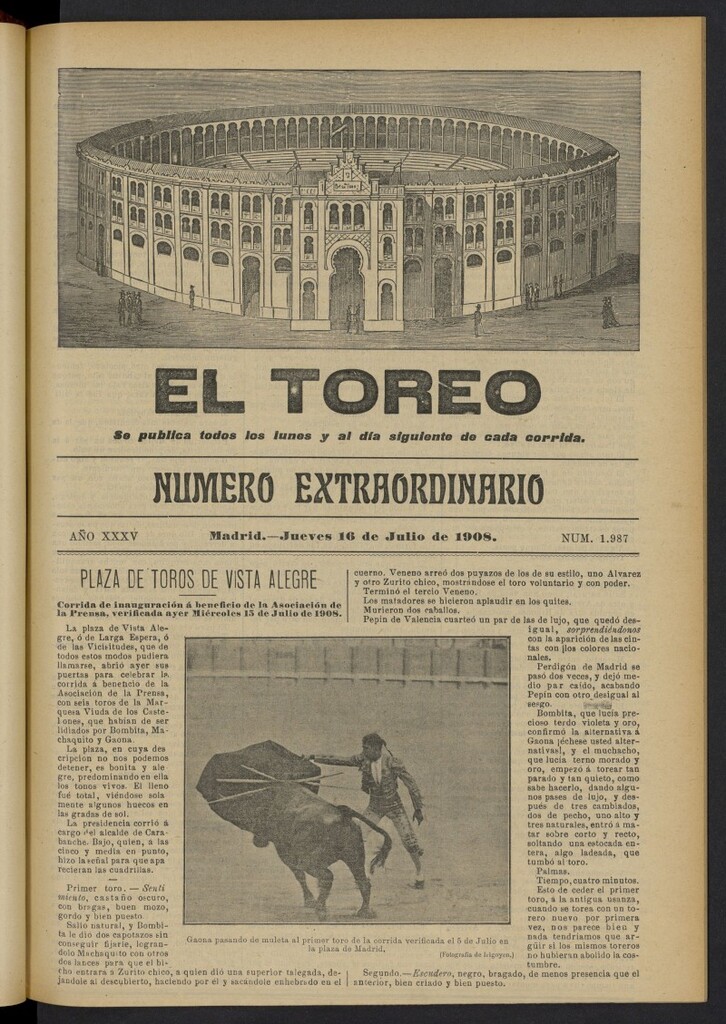 EL TOREO
Se publica todos los lunes y al día siguiente de cada corrida.
NUMERO EXTRAORDINARIO
AÑO XXXV
Madrid.—Jueves 16 de Julio de 1908.
NUM. 1.987
PLAZA DE TOROS DE VISTA ALEGRE
Corrida de inauguración á beneficio de la Asociación de
la Prensa, verificada ayer Miércoles 15 de Julio de 1908.
La plaza de Vista Ale-
gre, ó de Larga Espera, ó
de las Vicisitudes, que de
todos estos modos pudiera
llamarse, abrió ayer sus
puertas para celebrar la
corrida á beneficio de la
Asociación de la Prensa,
con seis toros de la Mar-
quesa Viuda de los Caste-
lones, que habían de ser
lidiados por Bombita, Ma-
chaquito y Gaona.
La plaza, en cuya des
cripción no nos podemos
detener, es bonita y ale-
gre, predominando en ella
los tonos vivos. El lleno
fué total, viéndose sola
mente algunos huecos en
las gradas de sol.
La presidencia corrió á
cargo del alcalde de Cara-
banche. Bajo, quien, á las
cinco y media en punto,
hizo la señal para que apa
recieran las cuadrillas.
Primer toro.—Senti
miento, castaño oscuro,
con bragas, buen mozo,
gordo y bien puesto.
Salió natural, y Bombi-
ta le dió dos capotazos sin
conseguir fijarle, logran-
dolo Machaquito con otros
dos lances para que el bi-
cho entrara á Zurito chico, a quien dió una superior talegada, de-
jándole al descubierto, haciendo por él y sacándole enhebrado en el
cuerno. Veneno arreó dos puyazos de los de su estilo, uno Alvarez
y otro Zurito chico, mostrándose el toro voluntario y con poder.
Terminó el tercio Veneno.
Los matadores se hicieron aplaudir en los quites.
Murieron dos caballos.
Pepín de Valencia cuarteó un par de las de lujo, que quedó des-
igual, sorprendiéndonos
con la aparición de las cin-
tas con los colores nacio-
nales.
Perdigón de Madrid se
pasó dos veces, y dejó me-
dio par caído, acabando
Pepín con otro desigual al
sesgo.
Bombita, que lucía pre-
cioso terdo violeta y oro,
confirmó la alternativa á
Gaona ¡échese usted alter-
nativas!, y el muchacho,
que lucía terno morado y
oro, empezó á torear tan
parado y tan quieto, como
sabe hacerlo, dando algu-
nos pases de lujo, y des-
pués de tres cambiados,
dos de pecho, uno alto y
tres naturales, entró á ma-
tar sobre corto y recto,
soltando una estocada en-
tera, algo ladeada, que
tumbó al toro.
Palmas.
Tiempo, cuatro minutos.
Esto de ceder el primer
toro, á la antigua usanza,
cuando se torea con un to-
rero nuevo por primera
vez, nos parece bien y
nada tendríamos que ar-
güir si los mismos toreros
no hubieran abolido la cos-
tumbre.
Gaona pasando de muleta al primer toro de la corrida verificada el 5 de Julio en
la plaza de Madrid.
(Fotografía de Irigoyen.)
Segundo.—Escudero, negro, bragado, de menos presencia que el
anterior, bien criado y bien puesto.